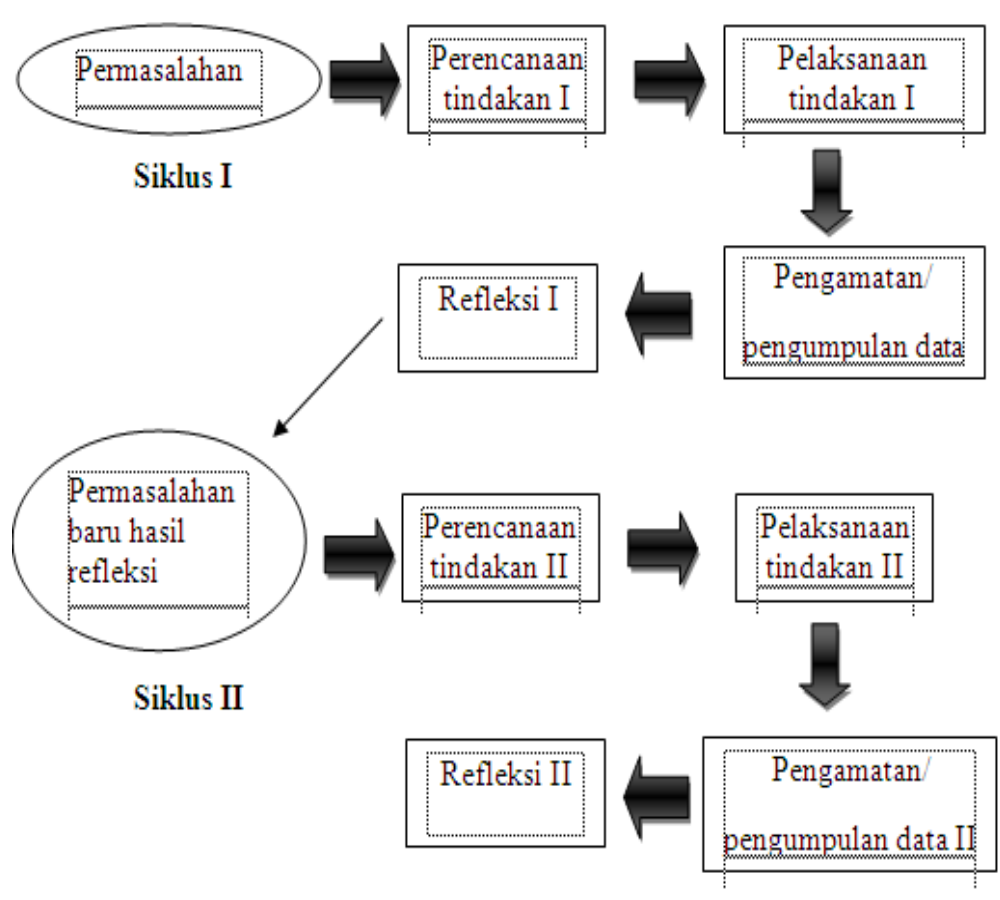 Permasalahan
Perencanaan
tindakan I
Pelaksanaan
tindakan I
Siklus I
Refleksi I
Pengamatan/
pengumpulan data
Permasalahan
baru hasil
refleksi
Perencanaan
tindakan II
Pelaksanaan
tindakan II
Siklus II
Refleksi II
Pengamatan/
pengumpulan data II